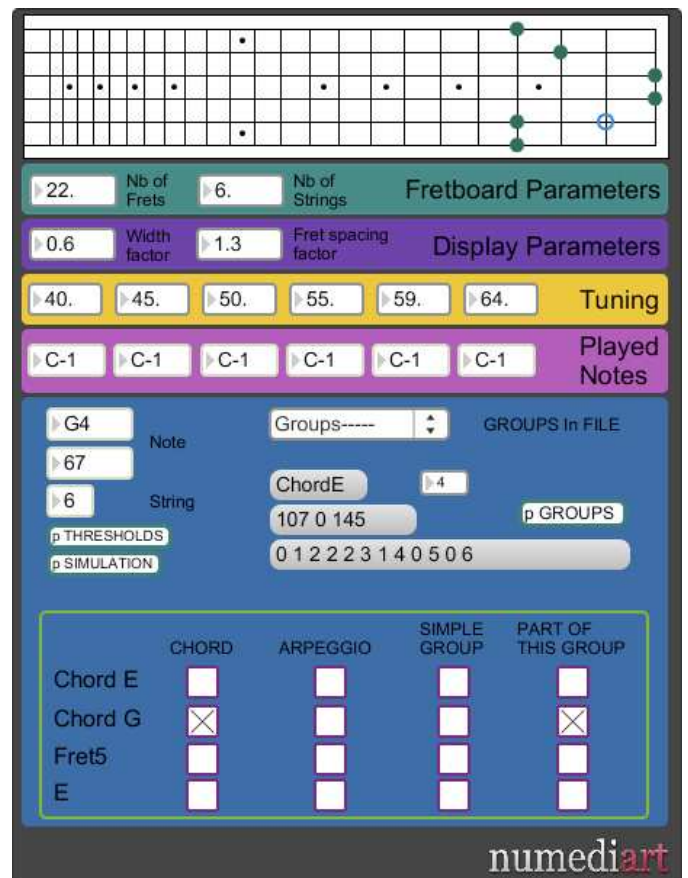 22. Nb of Frets 6. Nb of Strings Fretboard Parameters
0.6 Width factor 1.3 Fret spacing factor Display Parameters
40. 45. 50. 55. 59. 64. Tuning
C-1 C-1 C-1 C-1 C-1 C-1 Played Notes
G4 Note
67
6 String
p THRESHOLDS
p SIMULATION
Groups----- GROUPS In FILE
ChordE 4
107 0 145 p GROUPS
0 1 2 2 2 3 1 4 0 5 0 6
CHORD ARPEGGIO SIMPLE GROUP PART OF THIS GROUP
Chord E
Chord G
Fret5
E
numediart